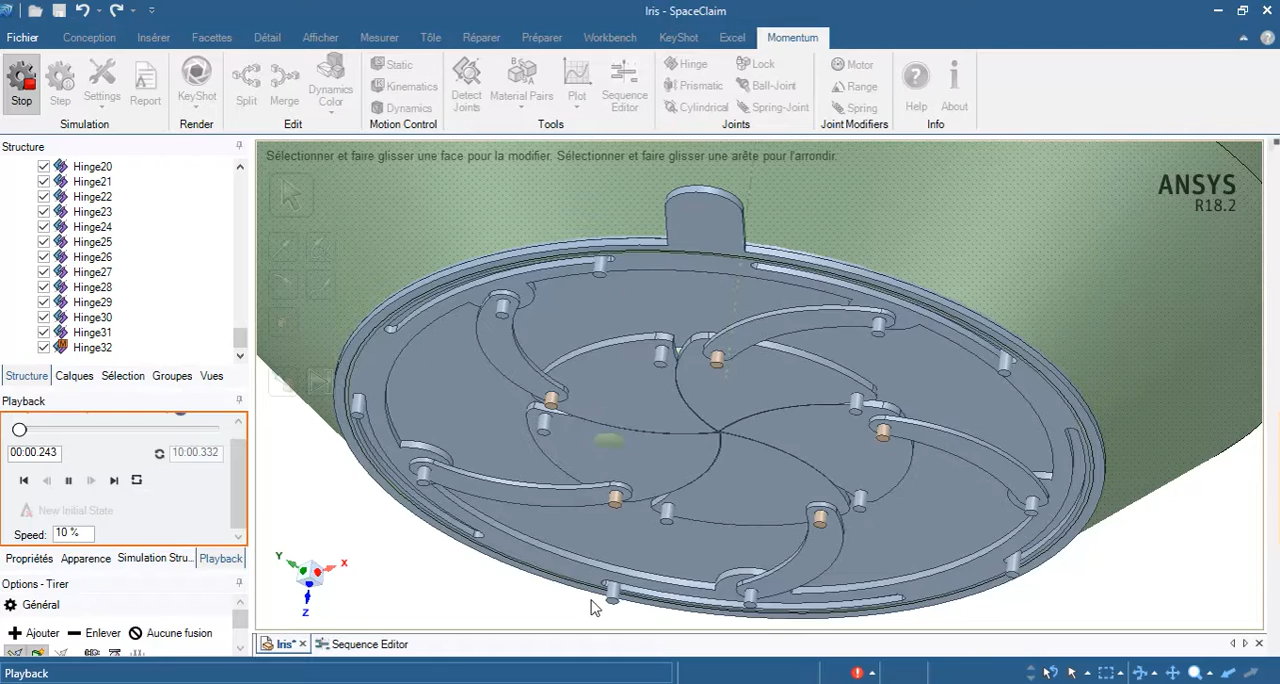 Iris - SpaceClaim
Fichier Conception Insérer Facettes Détail Afficher Mesurer Tôle Réparer Préparer Workbench KeyShot Excel Momentum
Stop Step Settings Report
Simulation
KeyShot
Render
Split Merge Dynamics Color
Edit
Static
Kinematics
Dynamics
Motion Control
Detect Joints Material Pairs Plot Sequence Editor
Tools
Hinge Lock
Prismatic Ball-Joint
Cylindrical Spring-Joint
Joints
Motor
Range
Spring
Joint Modifiers
Help About
Info
Structure
Hinge20
Hinge21
Hinge22
Hinge23
Hinge24
Hinge25
Hinge26
Hinge27
Hinge28
Hinge29
Hinge30
Hinge31
Hinge32
Structure Calques Sélection Groupes Vues
Playback
00:00.243 10:00.332
New Initial State
Speed: 10 %
Propriétés Apparence Simulation Stru... Playback
Options - Tirer
Général
Ajouter Enlever Aucune fusion
Sélectionner et faire glisser une face pour la modifier. Sélectionner et faire glisser une arête pour l'arrondir.
ANSYS
R18.2
Y X
Z
Iris* Sequence Editor
Playback